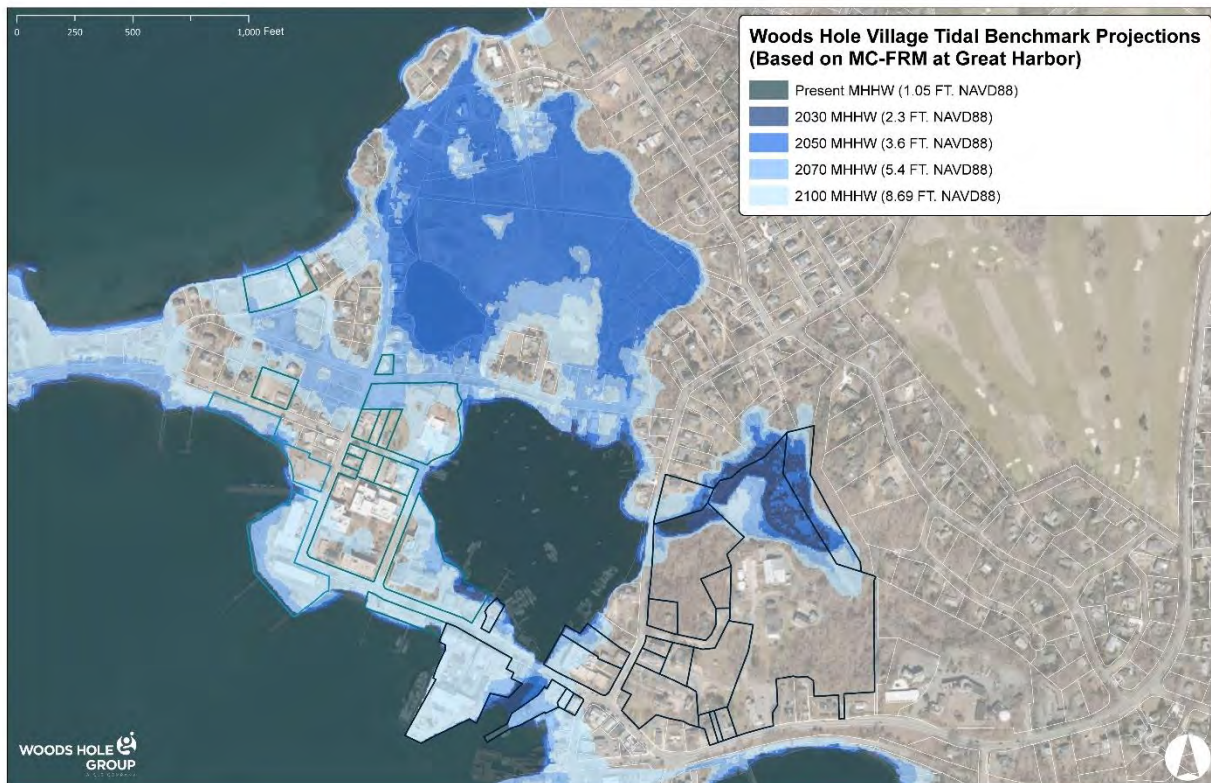 0 250 500 1,000 Feet
Woods Hole Village Tidal Benchmark Projections
(Based on MC-FRM at Great Harbor)
Present MHHW (1.05 FT. NAVD88)
2030 MHHW (2.3 FT. NAVD88)
2050 MHHW (3.6 FT. NAVD88)
2070 MHHW (5.4 FT. NAVD88)
2100 MHHW (8.69 FT. NAVD88)
WOODS HOLE
GROUP